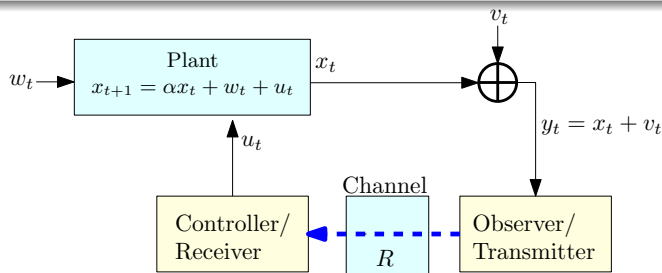 v_t
Plant
x_{t+1} = αx_t + w_t + u_t
w_t
x_t
y_t = x_t + v_t
u_t
Channel
Controller/
Receiver
R
Observer/
Transmitter